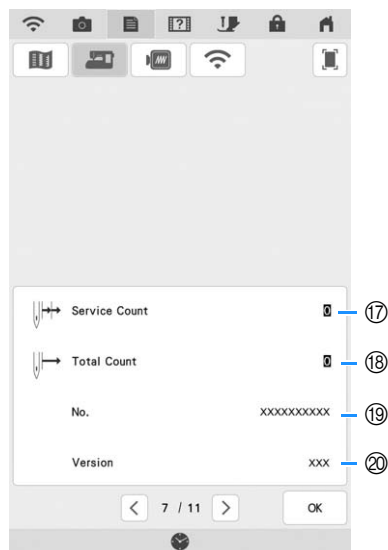 Service Count 0 ⑰
Total Count 0 ⑱
No. XXXXXXXXXX ⑲
Version XXX ⑳
7 / 11 OK